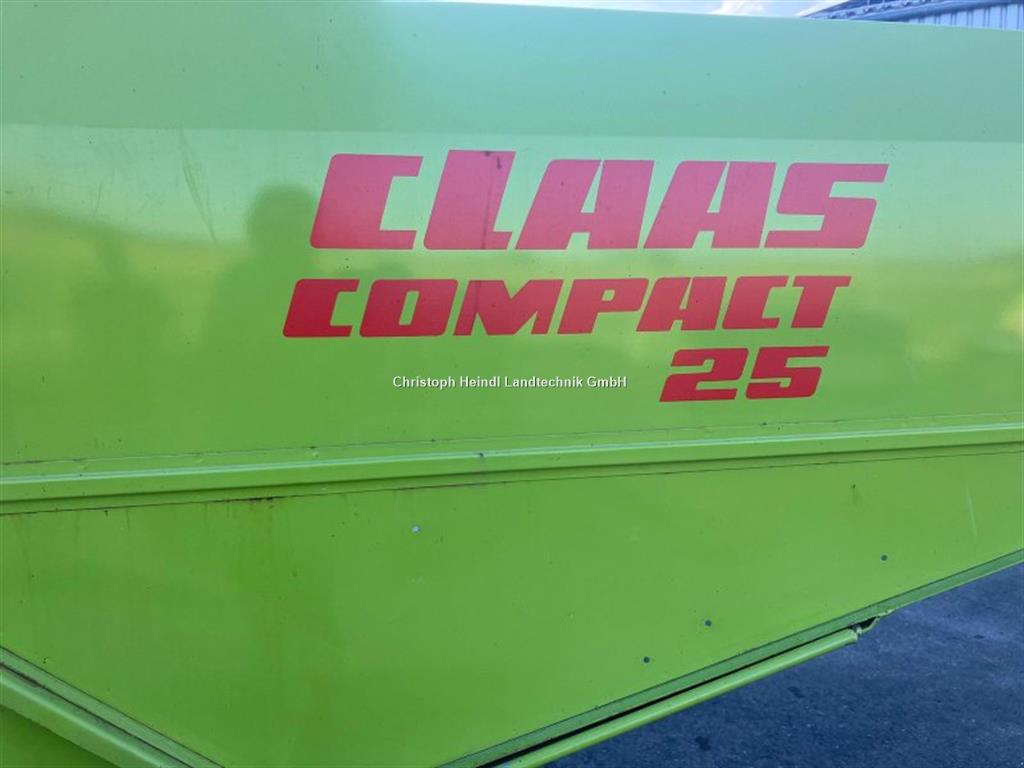 CLAAS
COMPACT
25
Christoph Heindl Landtechnik GmbH